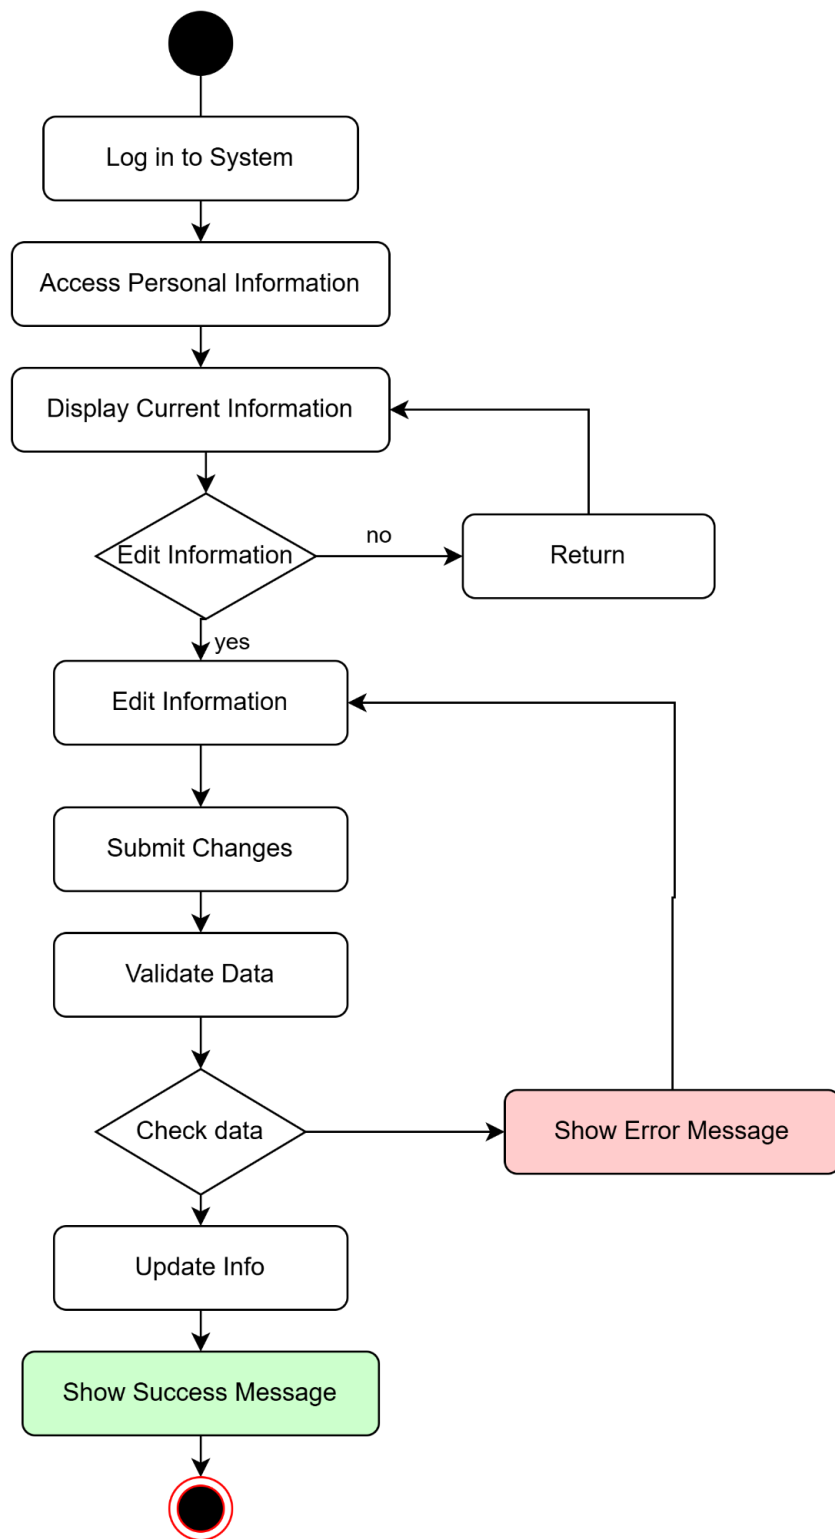 Log in to System
Access Personal Information
Display Current Information
Edit Information
no
Return
yes
Edit Information
Submit Changes
Validate Data
Check data
Show Error Message
Update Info
Show Success Message